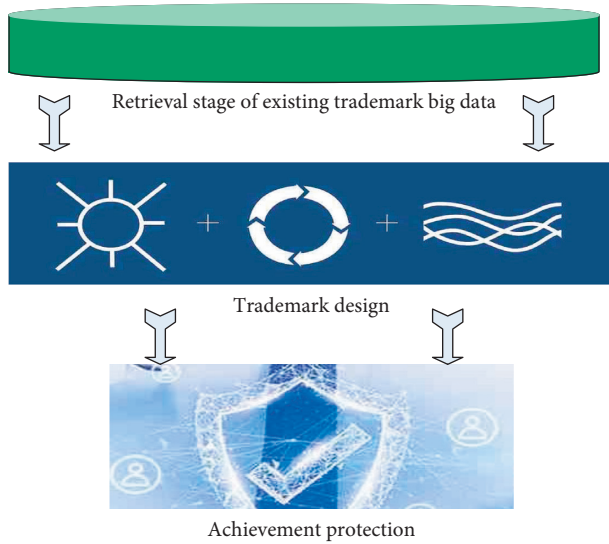 Retrieval stage of existing trademark big data
Trademark design
Achievement protection